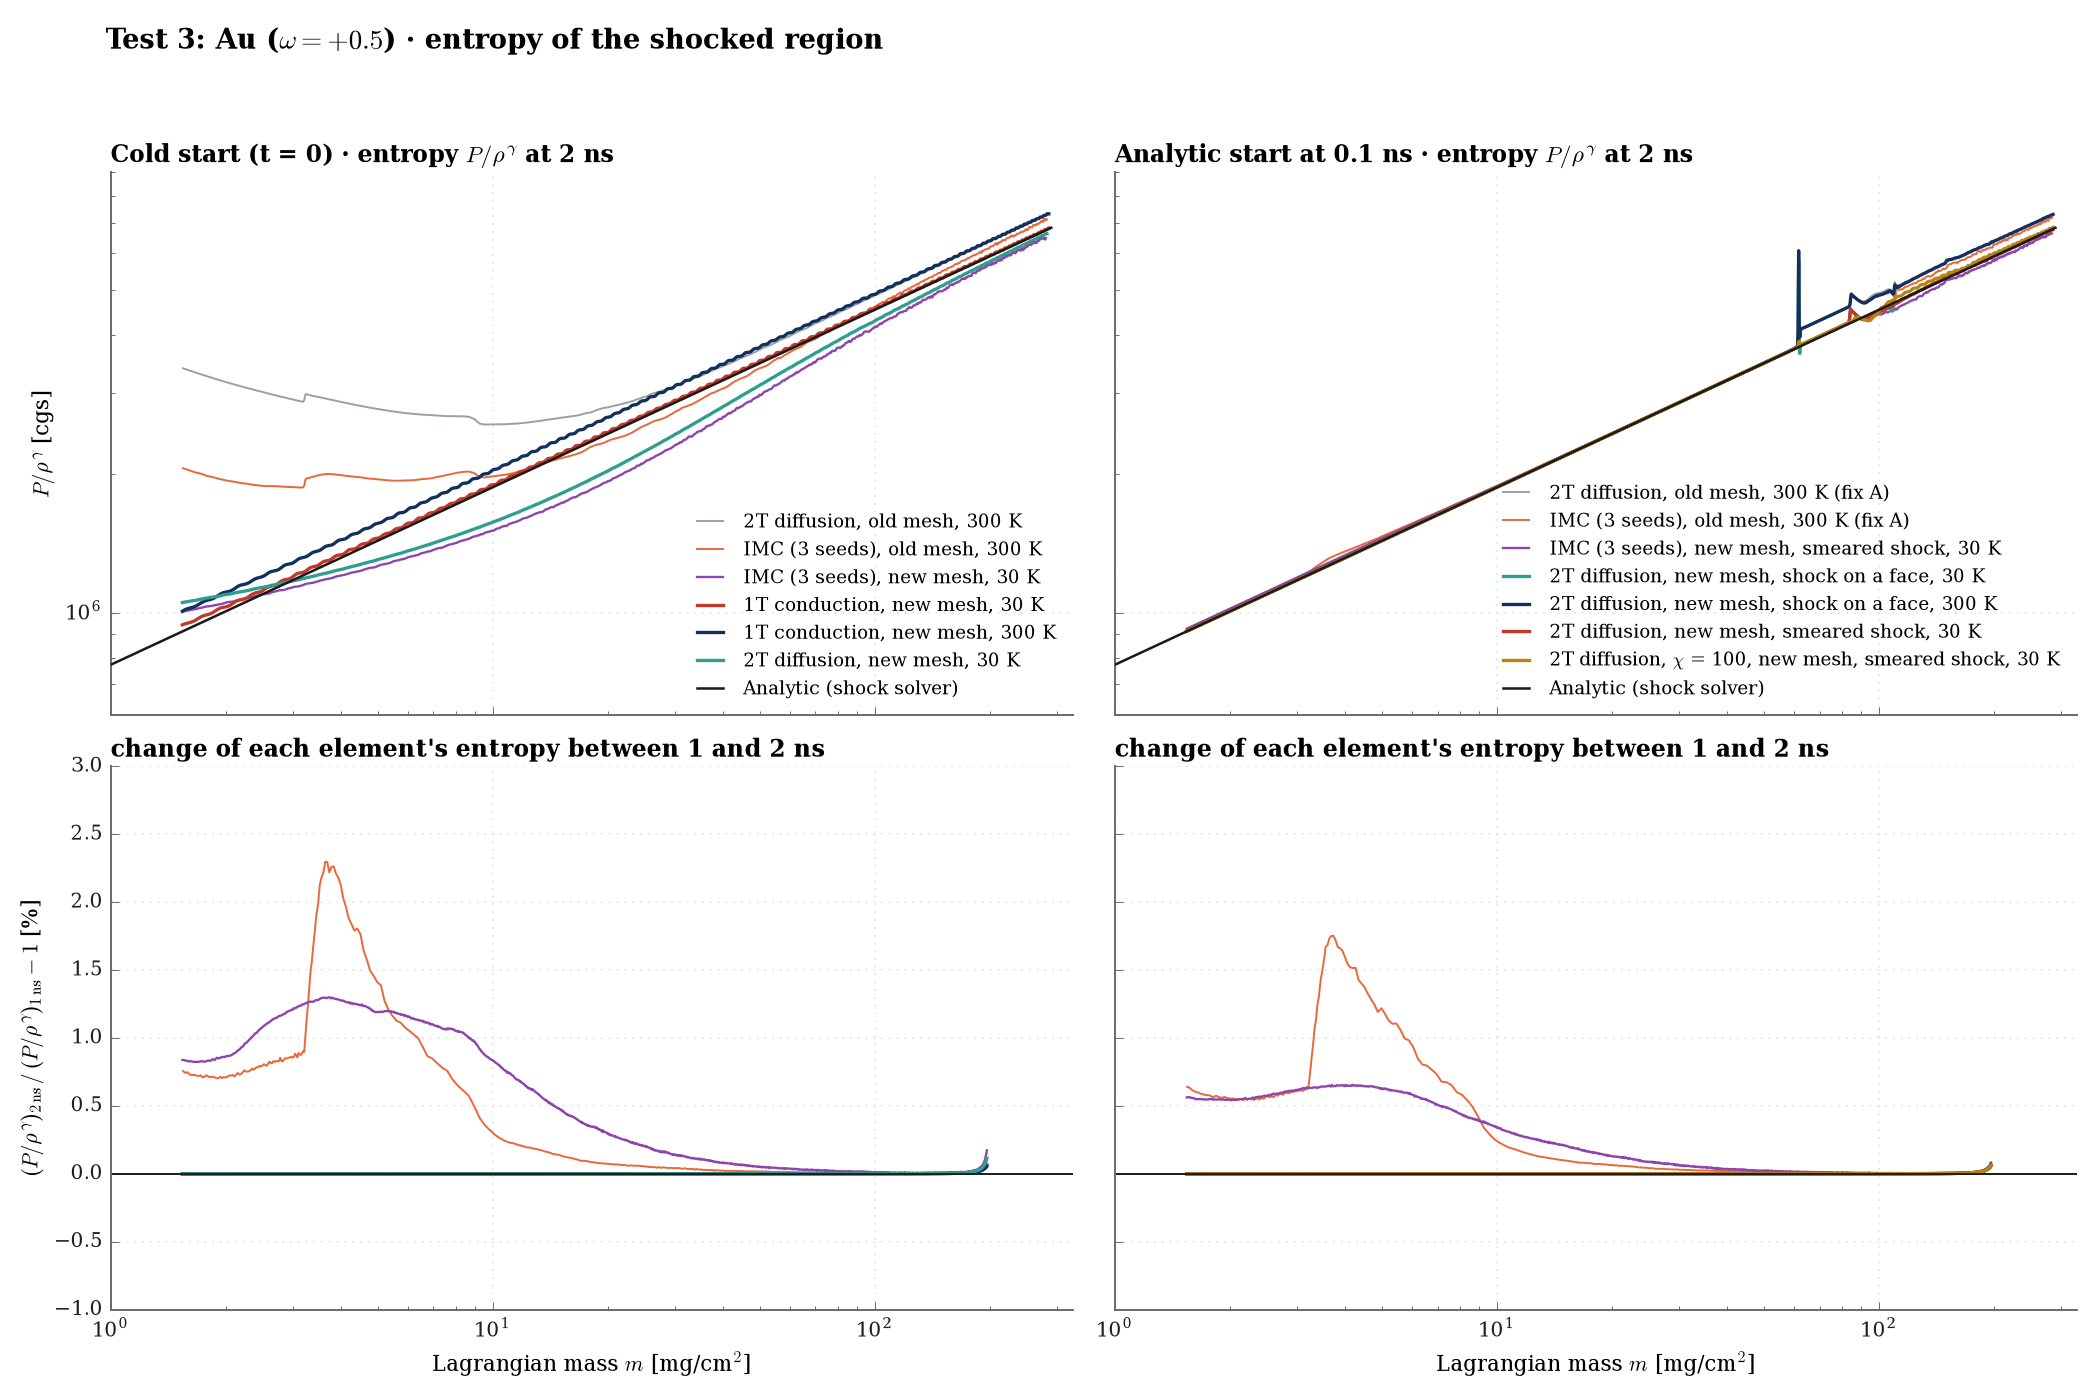 Test 3: Au (ω = +0.5) · entropy of the shocked region
Cold start (t = 0) · entropy P/ρ^γ at 2 ns
P/ρ^γ [cgs]
10^6
2T diffusion, old mesh, 300 K
IMC (3 seeds), old mesh, 300 K
IMC (3 seeds), new mesh, 30 K
1T conduction, new mesh, 30 K
1T conduction, new mesh, 300 K
2T diffusion, new mesh, 30 K
Analytic (shock solver)
Analytic start at 0.1 ns · entropy P/ρ^γ at 2 ns
2T diffusion, old mesh, 300 K (fix A)
IMC (3 seeds), old mesh, 300 K (fix A)
IMC (3 seeds), new mesh, smeared shock, 30 K
2T diffusion, new mesh, shock on a face, 30 K
2T diffusion, new mesh, shock on a face, 300 K
2T diffusion, new mesh, smeared shock, 30 K
2T diffusion, χ = 100, new mesh, smeared shock, 30 K
Analytic (shock solver)
change of each element's entropy between 1 and 2 ns
(P/ρ^γ)_2 ns / (P/ρ^γ)_1 ns − 1 [%]
3.0
2.5
2.0
1.5
1.0
0.5
0.0
−0.5
−1.0
10^0
10^1
10^2
Lagrangian mass m [mg/cm^2]
change of each element's entropy between 1 and 2 ns
10^0
10^1
10^2
Lagrangian mass m [mg/cm^2]